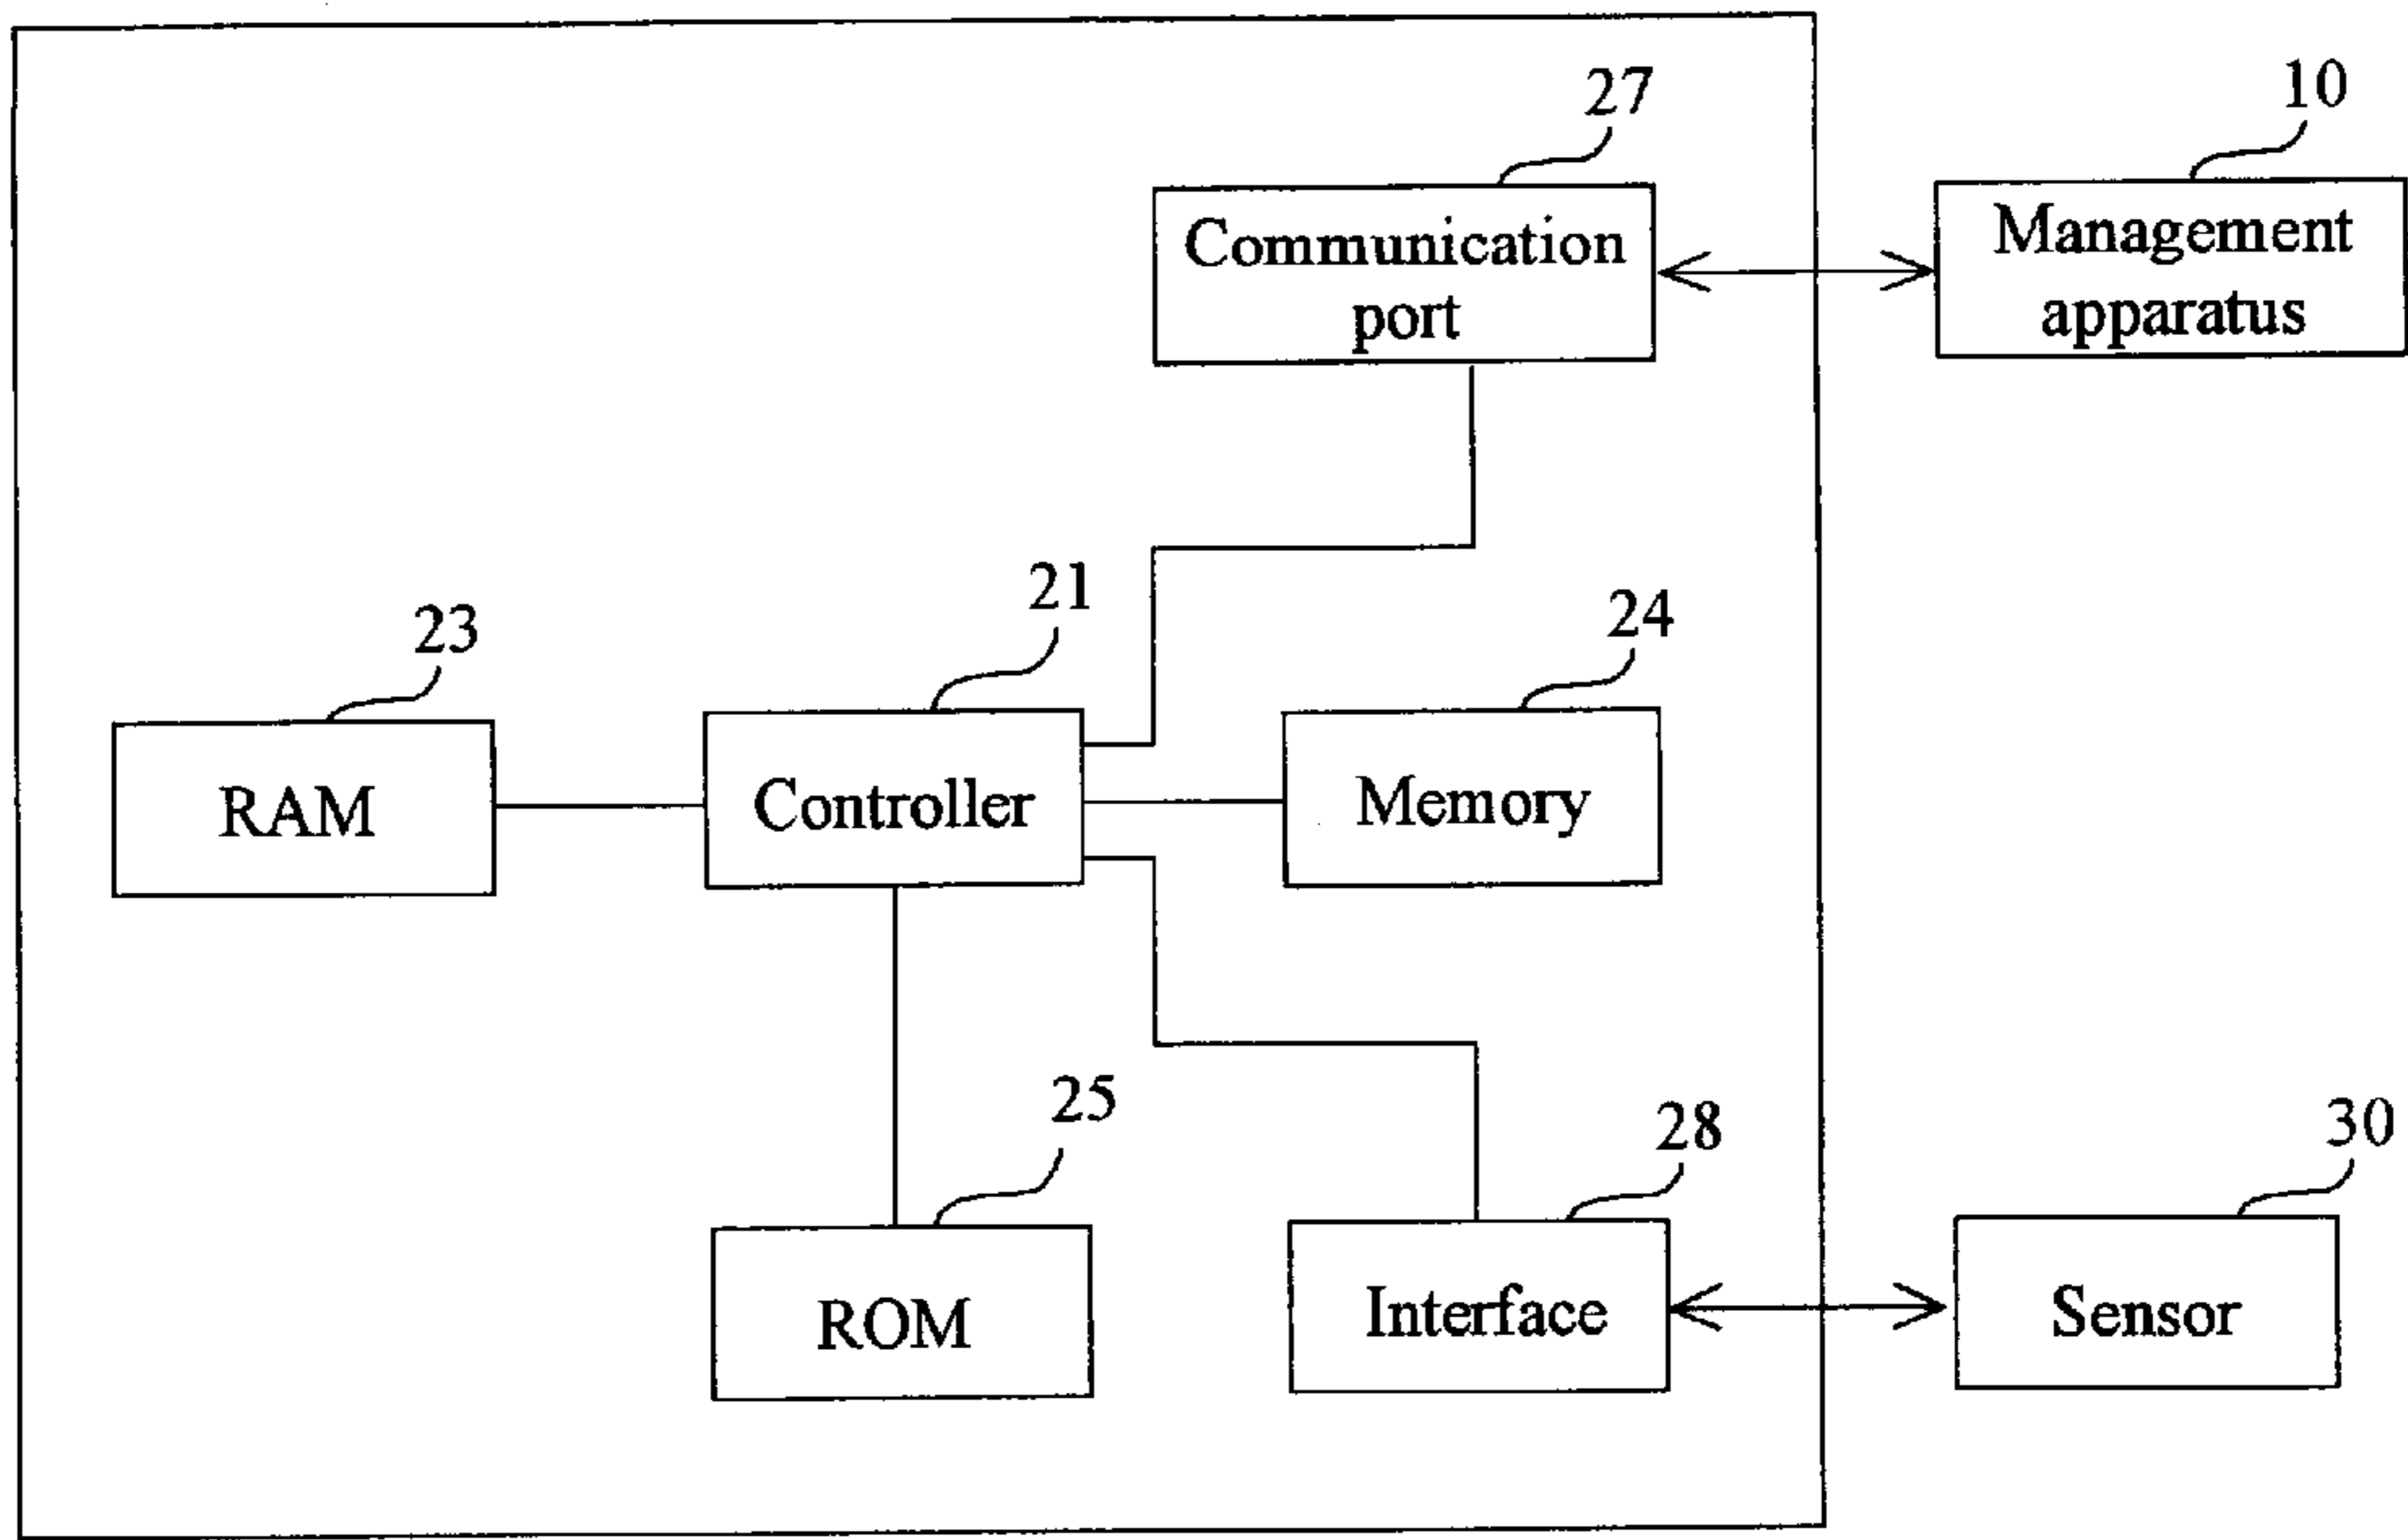 27
10
Communication
port
Management
apparatus
23
21
24
RAM
Controller
Memory
25
28
30
ROM
Interface
Sensor